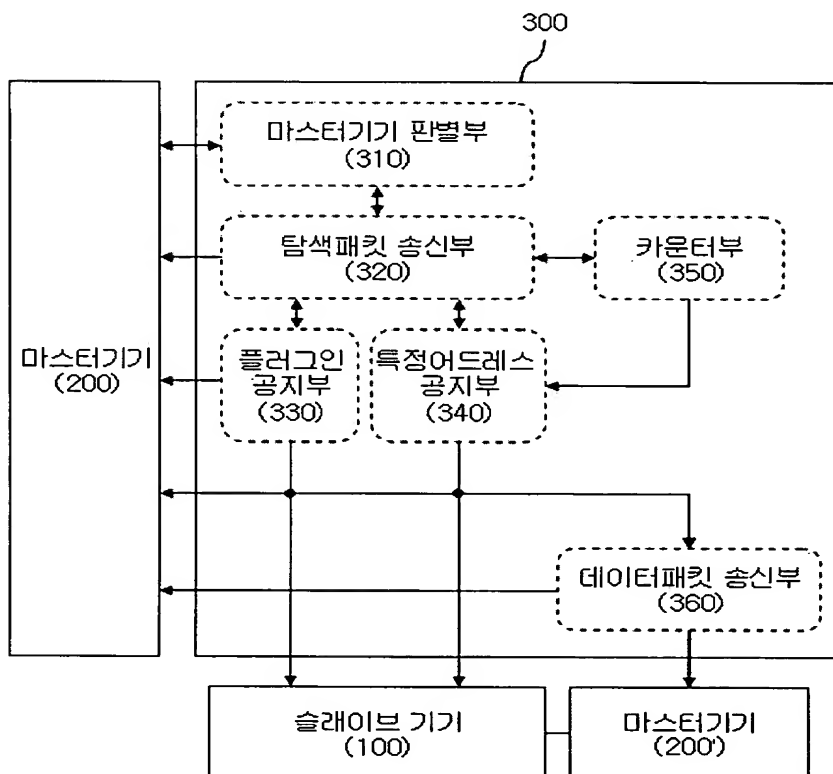 300
마스터기기 판별부
(310)
탐색패킷 송신부
(320)
카운터부
(350)
마스터기기
(200)
플러그인
공지부
(330)
특정어드레스
공지부
(340)
데이터패킷 송신부
(360)
슬래이브 기기
(100)
마스터기기
(200')